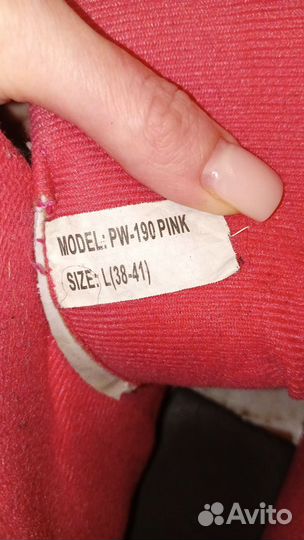 MODEL: PW-190 PINK
SIZE: L(38-41)
Avito